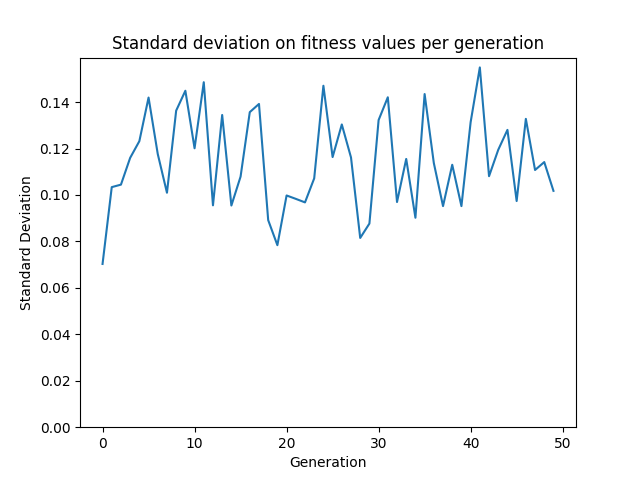 Standard deviation on fitness values per generation
Standard Deviation
0.14
0.12
0.10
0.08
0.06
0.04
0.02
0.00
0 10 20 30 40 50
Generation